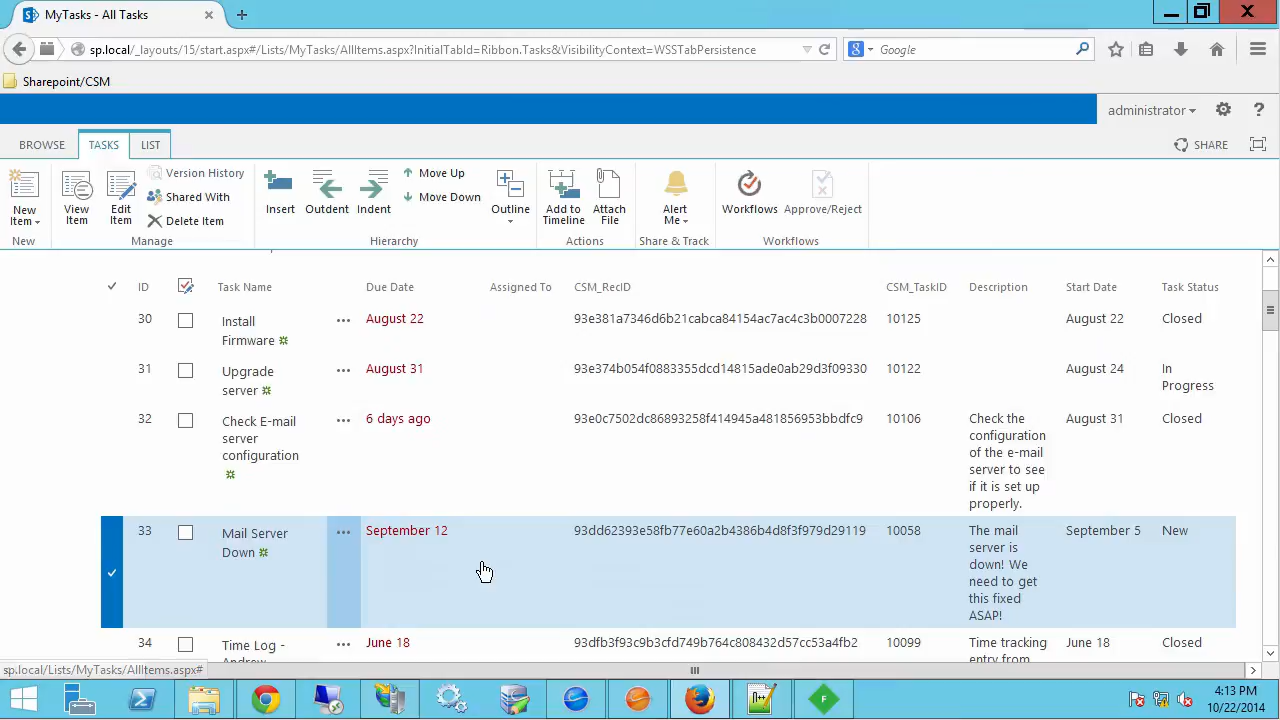 MyTasks - All Tasks
sp.local/_layouts/15/start.aspx#/Lists/MyTasks/AllItems.aspx?InitialTabId=Ribbon.Tasks&VisibilityContext=WSSTabPersistence
Google
Sharepoint/CSM
administrator
BROWSE TASKS LIST SHARE
New Item
View Item
Edit Item
Version History
Shared With
Delete Item
Insert
Outdent
Indent
Move Up
Move Down
Outline
Add to Timeline
Attach File
Alert Me
Workflows
Approve/Reject
New Manage Hierarchy Actions Share & Track Workflows
ID Task Name Due Date Assigned To CSM_RecID CSM_TaskID Description Start Date Task Status
30 Install August 22 93e381a7346d6b21cabca84154ac7ac4c3b0007228 10125 August 22 Closed
Firmware
31 Upgrade August 31 93e374b054f0883355dcd14815ade0ab29d3f09330 10122 August 24 In
server Progress
32 Check E-mail 6 days ago 93e0c7502dc86893258f414945a481856953bbdfc9 10106 Check the August 31 Closed
server configuration
configuration of the e-mail
server to see
if it is set up
properly.
33 Mail Server September 12 93dd62393e58fb77e60a2b4386b4d8f3f979d29119 10058 The mail September 5 New
Down server is
down! We
need to get
this fixed
ASAP!
34 Time Log - June 18 93dfb3f93c9b3cfd749b764c808432d57cc53a4fb2 10099 Time tracking June 18 Closed
Andrew entry from
sp.local/Lists/MyTasks/AllItems.aspx#
4:13 PM
10/22/2014